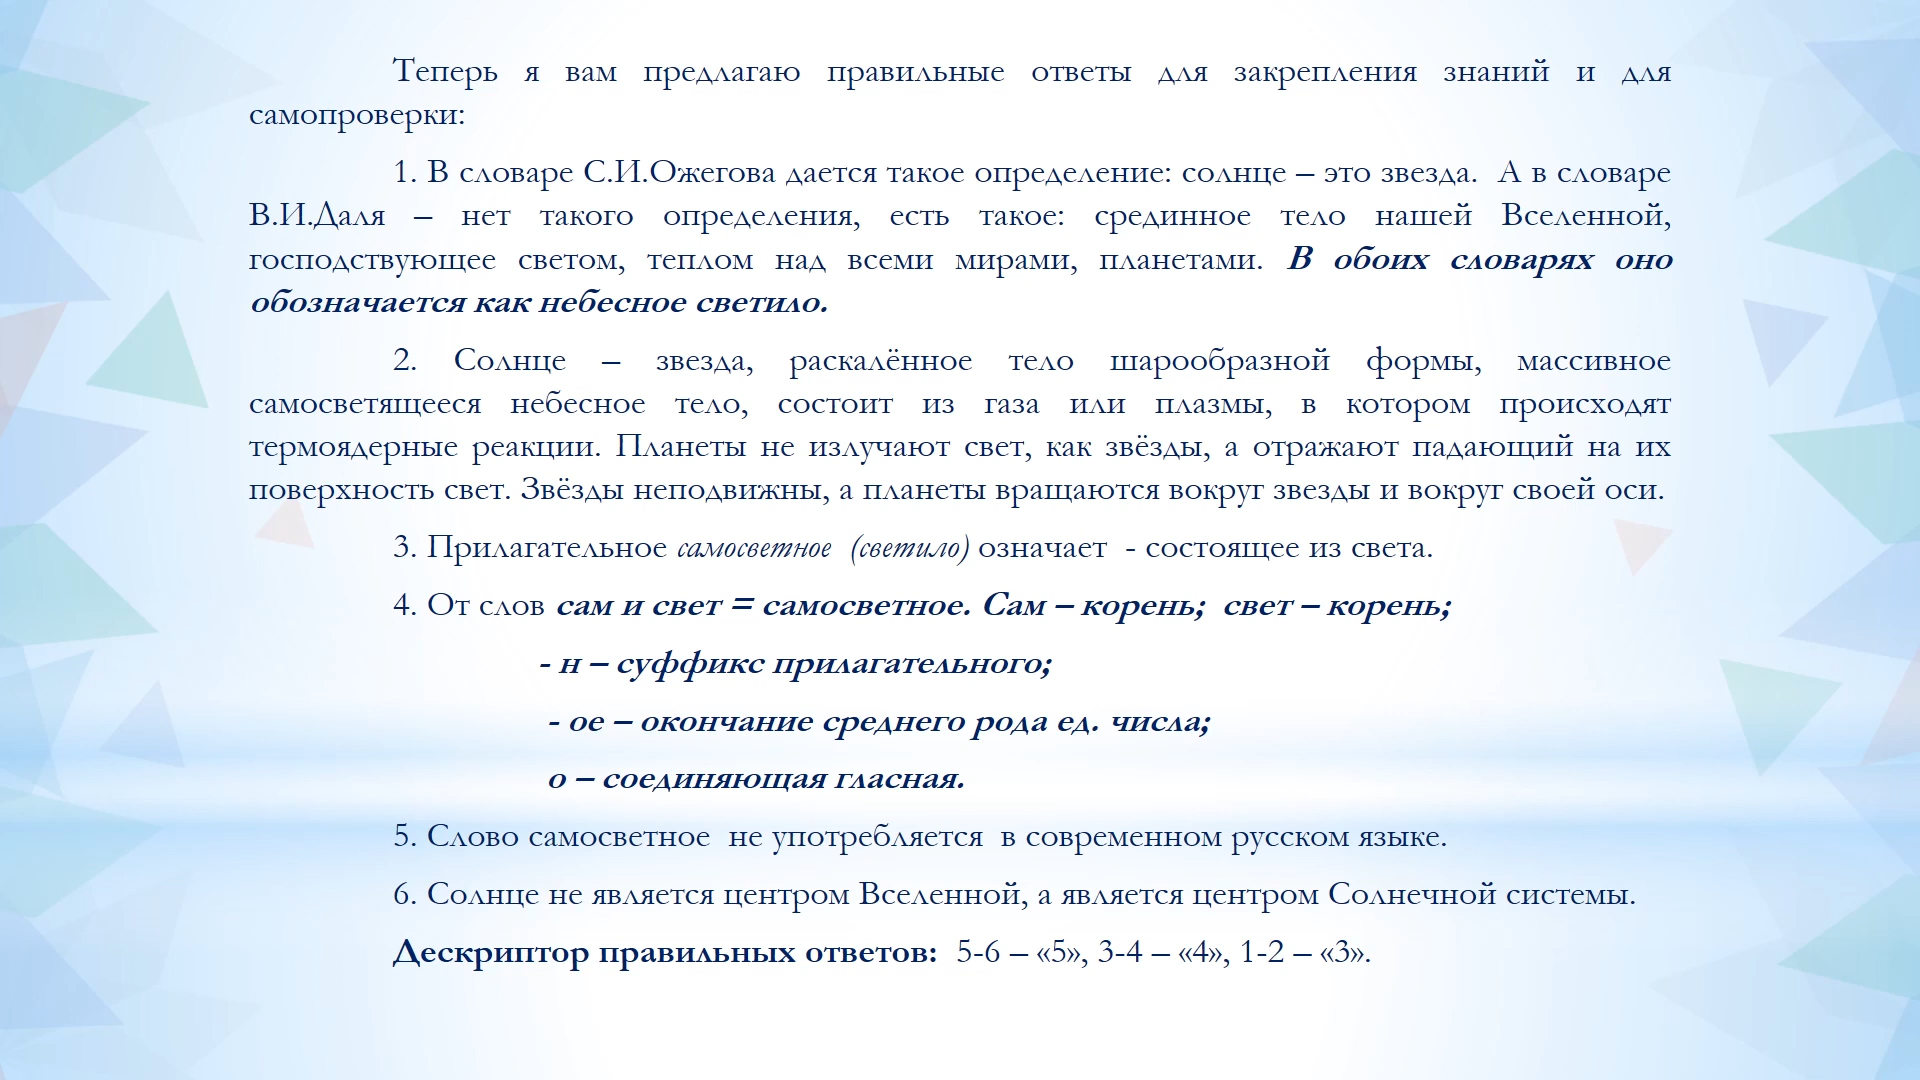 Теперь я вам предлагаю правильные ответы для закрепления знаний и для
самопроверки:
1. В словаре С.И.Ожегова дается такое определение: солнце – это звезда. А в словаре
В.И.Даля – нет такого определения, есть такое: срединное тело нашей Вселенной,
господствующее светом, теплом над всеми мирами, планетами. В обоих словарях оно
обозначается как небесное светило.
2. Солнце – звезда, раскалённое тело шарообразной формы, массивное
самосветящееся небесное тело, состоит из газа или плазмы, в котором происходят
термоядерные реакции. Планеты не излучают свет, как звёзды, а отражают падающий на их
поверхность свет. Звёзды неподвижны, а планеты вращаются вокруг звезды и вокруг своей оси.
3. Прилагательное самосветное (светило) означает - состоящее из света.
4. От слов сам и свет = самосветное. Сам – корень; свет – корень;
- н – суффикс прилагательного;
- ое – окончание среднего рода ед. числа;
о – соединяющая гласная.
5. Слово самосветное не употребляется в современном русском языке.
6. Солнце не является центром Вселенной, а является центром Солнечной системы.
Дескриптор правильных ответов: 5-6 – «5», 3-4 – «4», 1-2 – «3».